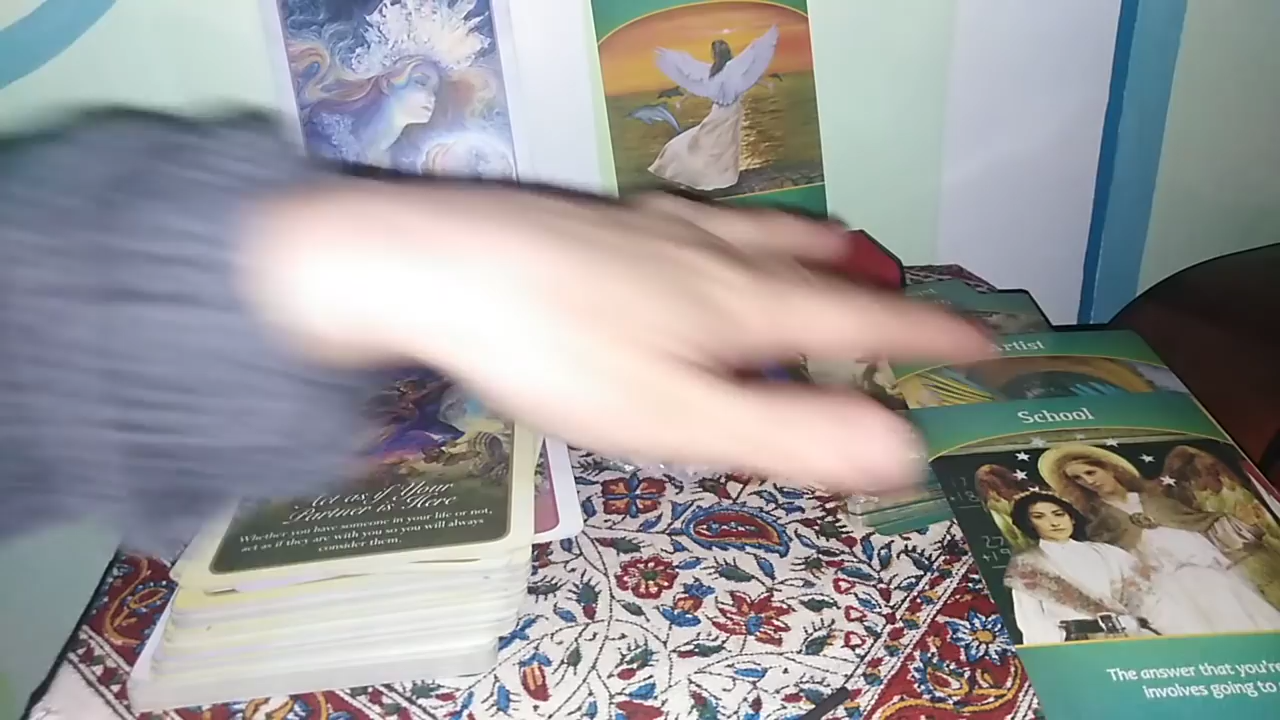 Artist
School
Act as if Your
Partner is Here
Whether you have someone in your life or not,
act as if they are with you as you will always
consider them.
The answer that you're
involves going to